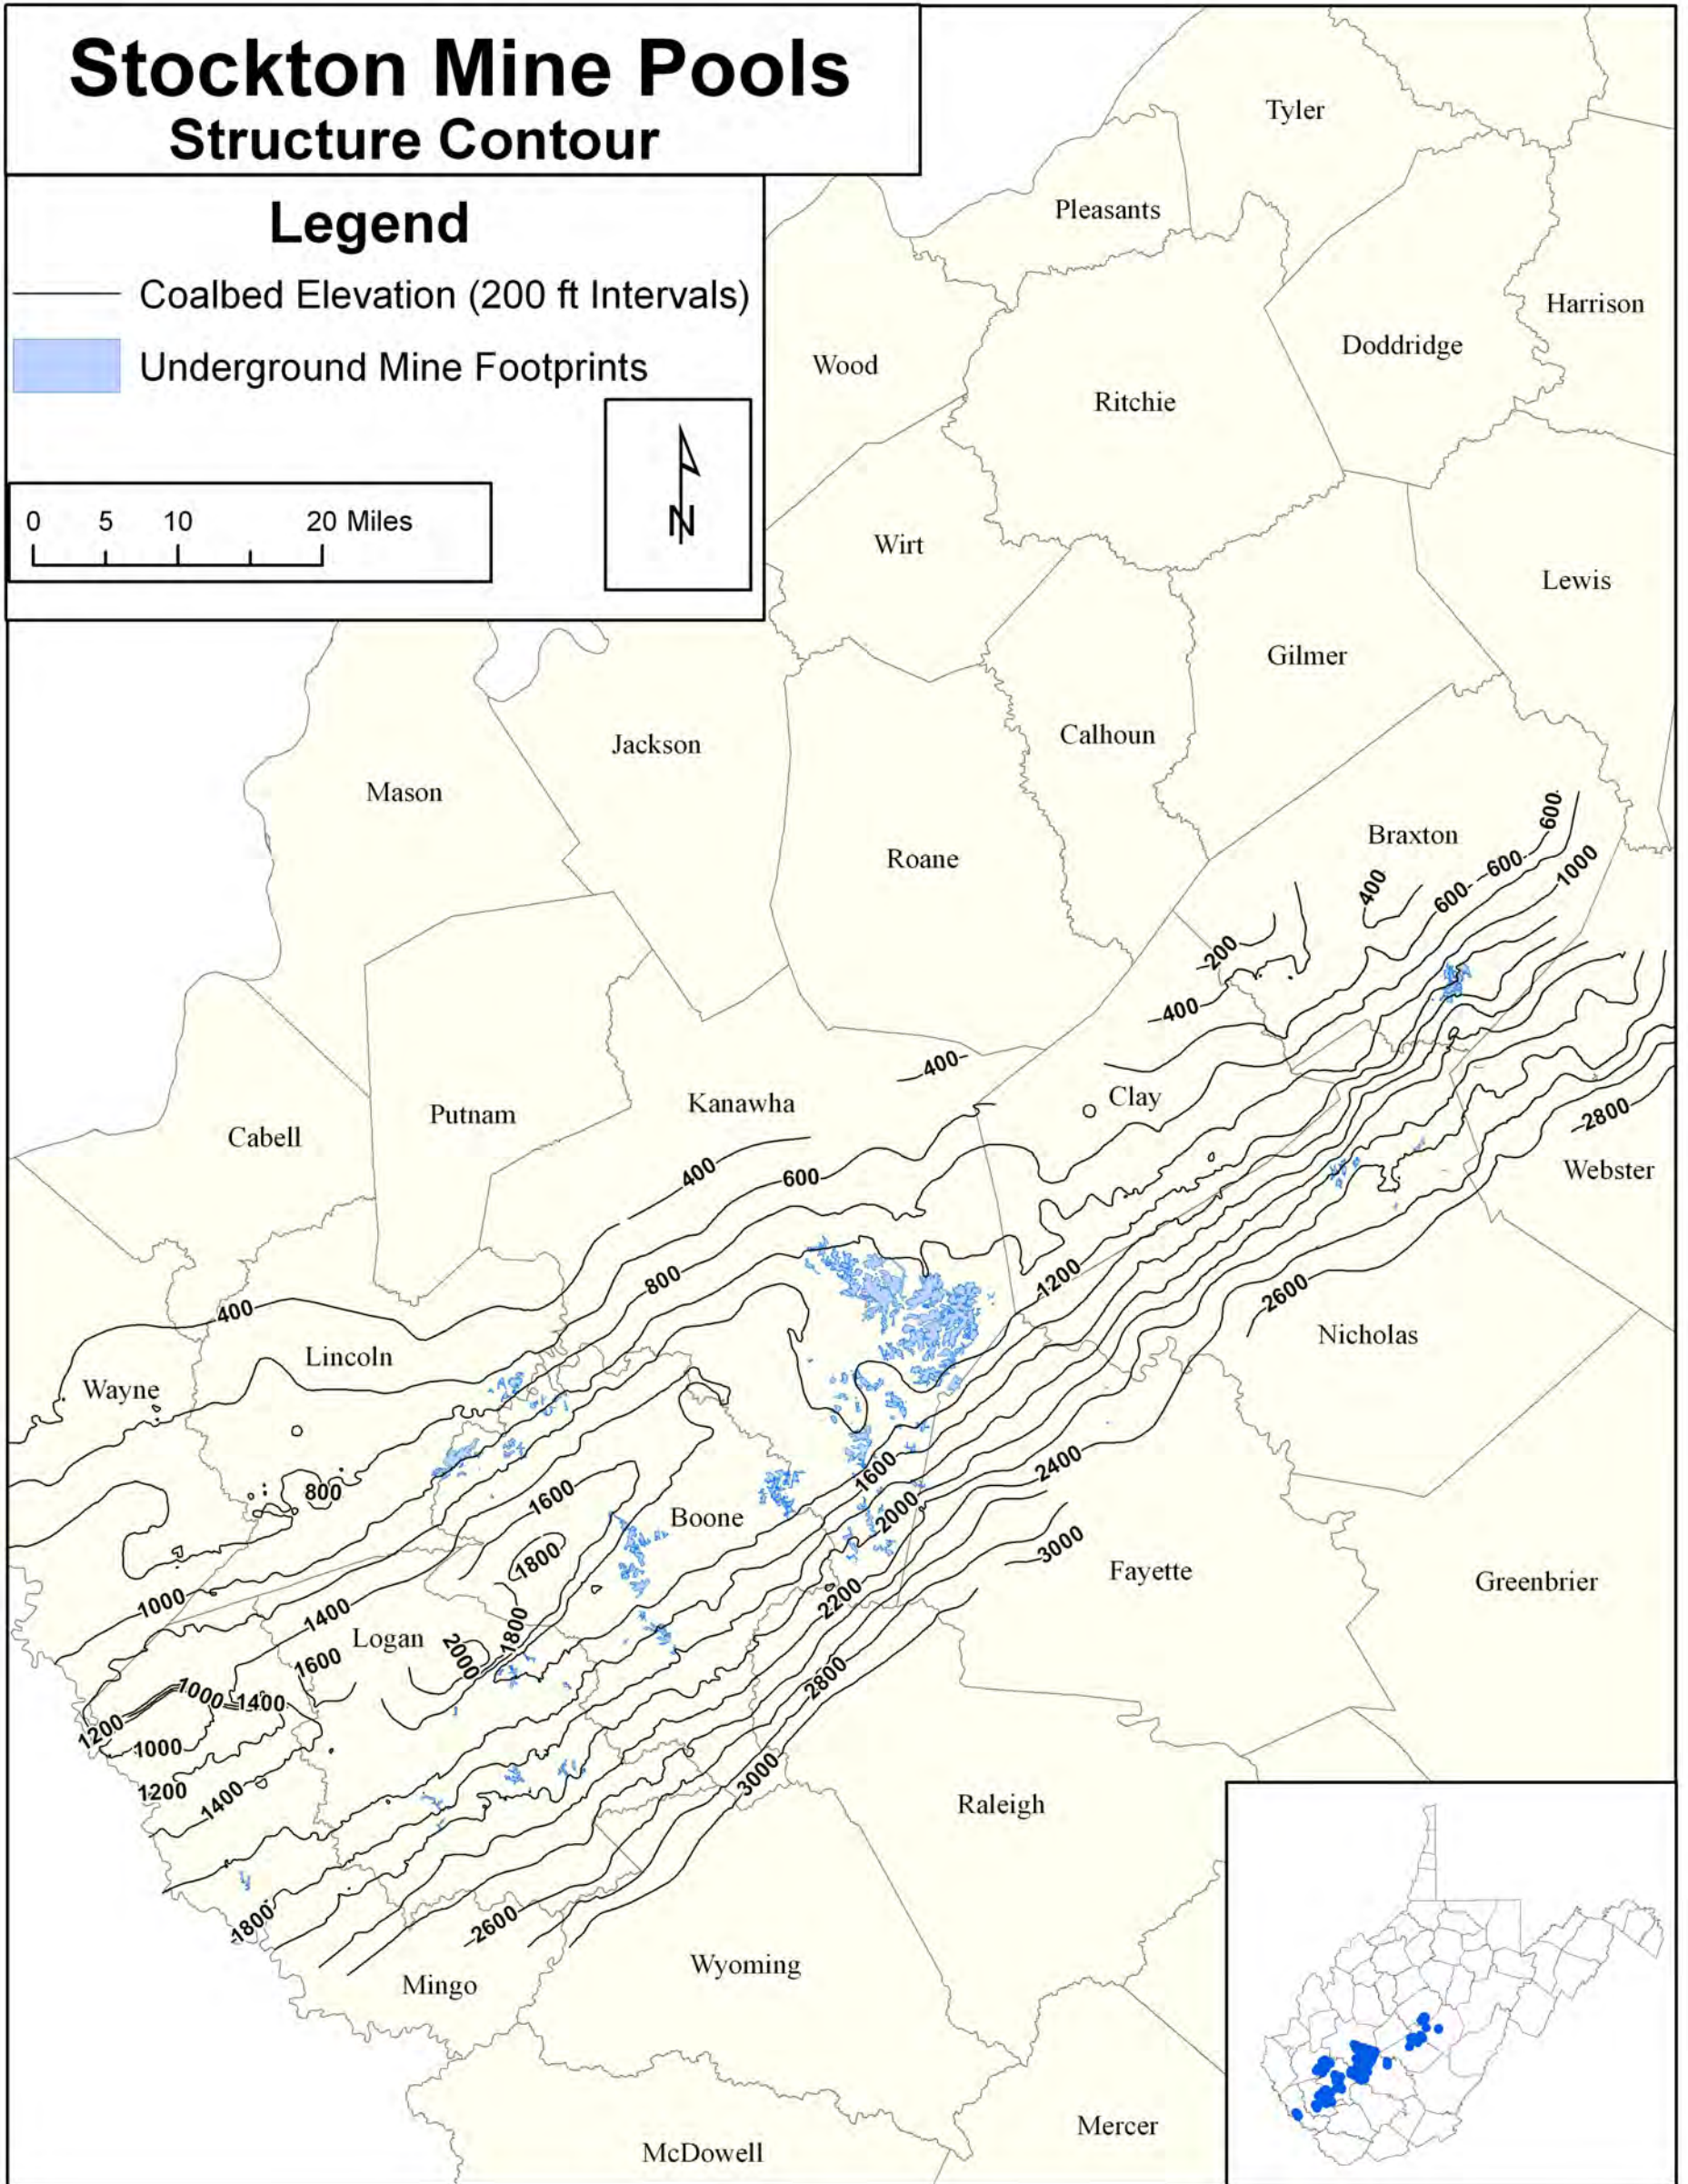 Stockton Mine Pools
Structure Contour
Legend
Coalbed Elevation (200 ft Intervals)
Underground Mine Footprints
0 5 10 20 Miles
N
Tyler
Pleasants
Harrison
Doddridge
Wood
Ritchie
Wirt
Lewis
Gilmer
Calhoun
Jackson
Mason
Braxton
Roane
600
600
1000
400
600
200
400
400
Clay
Kanawha
Putnam
Cabell
2800
Webster
400
600
800
1200
2600
Nicholas
400
Lincoln
Wayne
2400
1600
800
1600
2000
Boone
3000
1800
Fayette
Greenbrier
2200
1000
1400
1800
Logan
2000
1600
2800
1000
1400
1200
1000
3000
1200
1400
Raleigh
1800
2600
Wyoming
Mingo
Mercer
McDowell